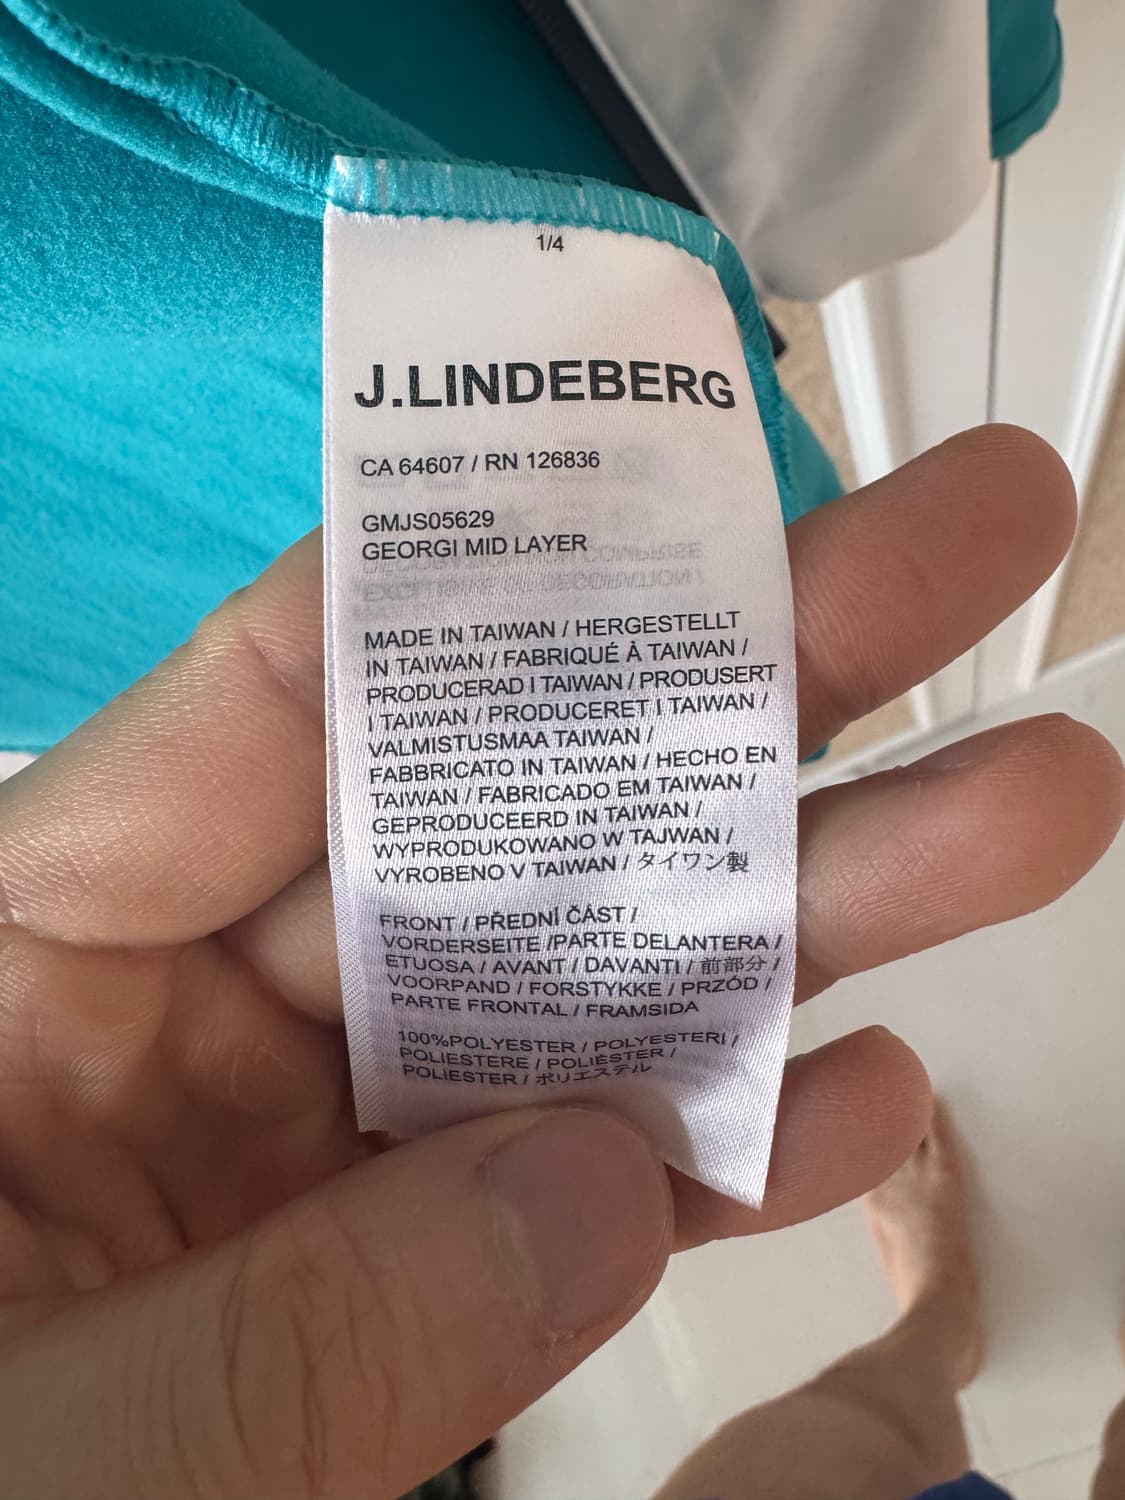 1/4
J.LINDEBERG
CA 64607 / RN 126836
GMJS05629
GEORGI MID LAYER
MADE IN TAIWAN / HERGESTELLT
IN TAIWAN / FABRIQUÉ À TAIWAN /
PRODUCERAD I TAIWAN / PRODUSERT
I TAIWAN / PRODUCERET I TAIWAN /
VALMISTUSMAA TAIWAN /
FABBRICATO IN TAIWAN / HECHO EN
TAIWAN / FABRICADO EM TAIWAN /
GEPRODUCEERD IN TAIWAN /
WYPRODUKOWANO W TAJWAN /
VYROBENO V TAIWAN / タイワン製
FRONT / PŘEDNÍ ČÁST /
VORDERSEITE /PARTE DELANTERA /
ETUOSA / AVANT / DAVANTI / 前部分 /
VOORPAND / FORSTYKKE / PRZÓD /
PARTE FRONTAL / FRAMSIDA
100%POLYESTER / POLYESTERI /
POLIESTERE / POLIÉSTER /
POLIESTER / ポリエステル